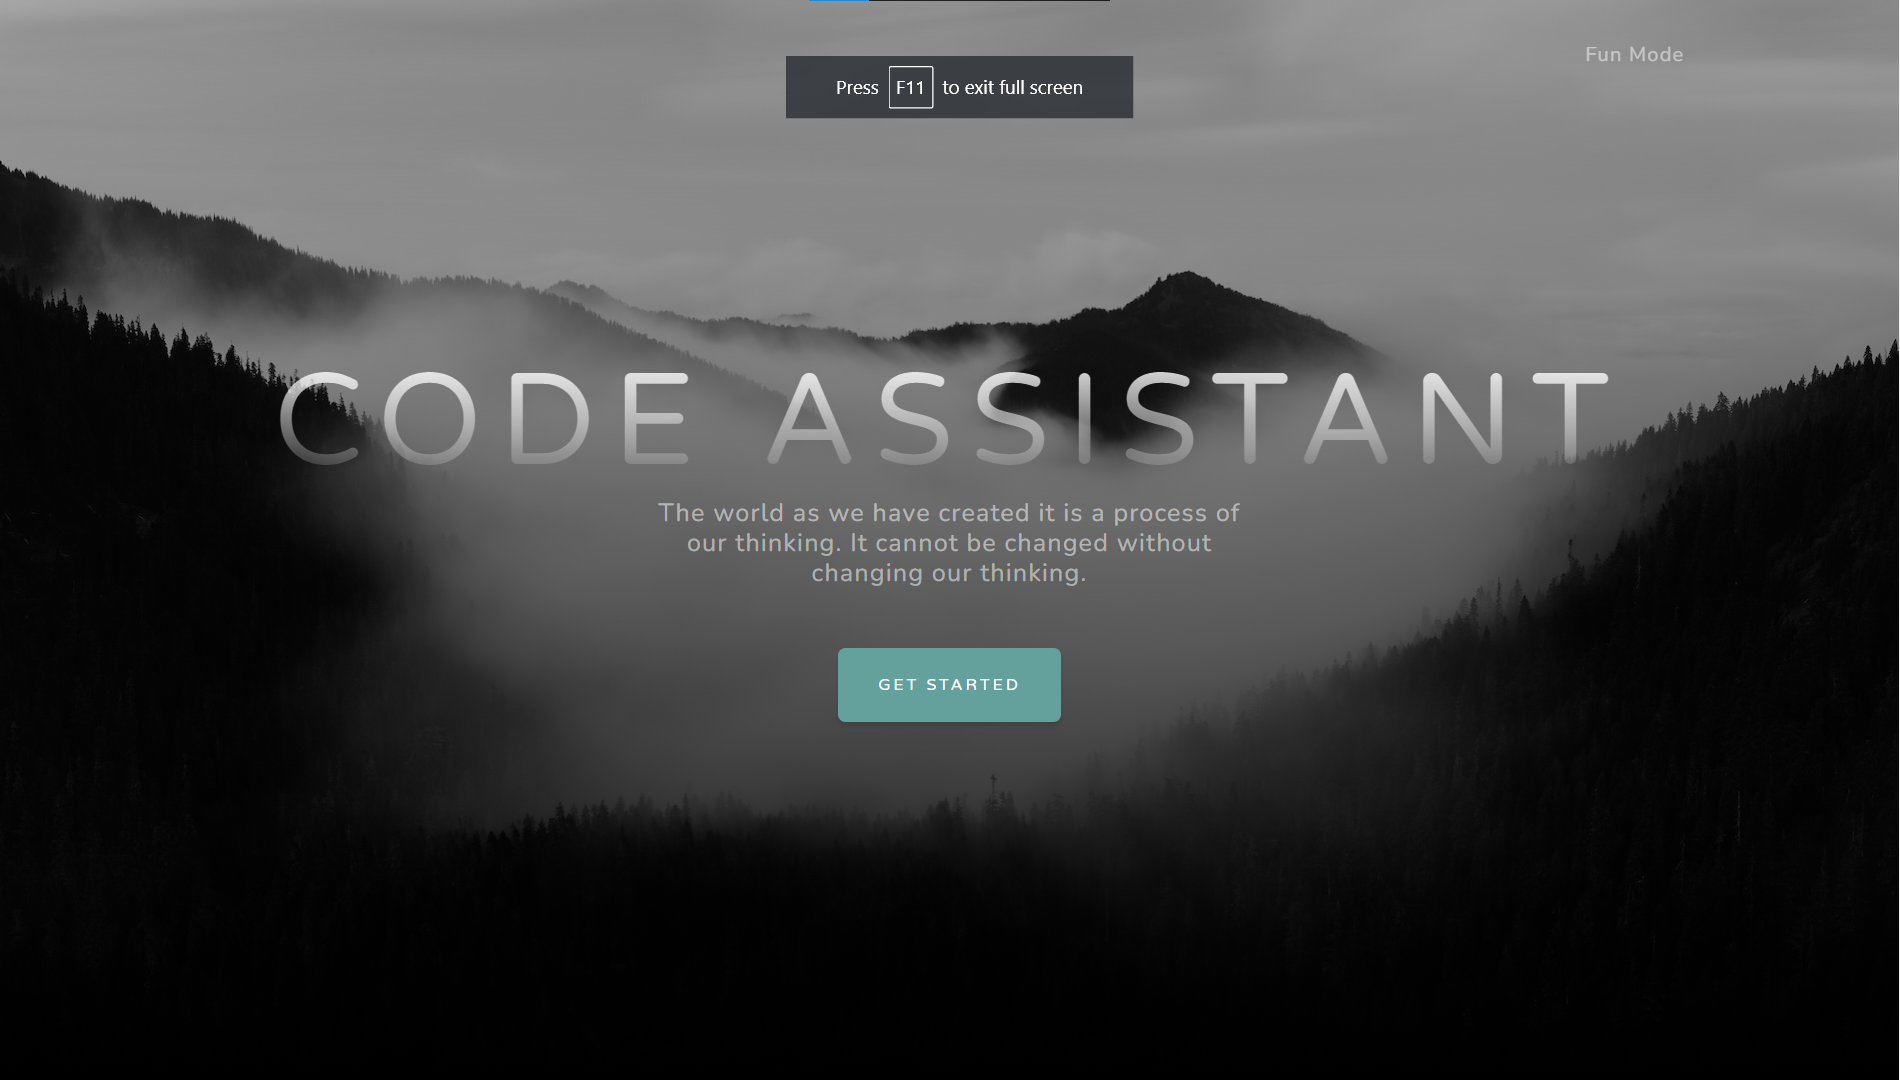 Fun Mode
Press F11 to exit full screen
CODE ASSISTANT
The world as we have created it is a process of
our thinking. It cannot be changed without
changing our thinking.
GET STARTED